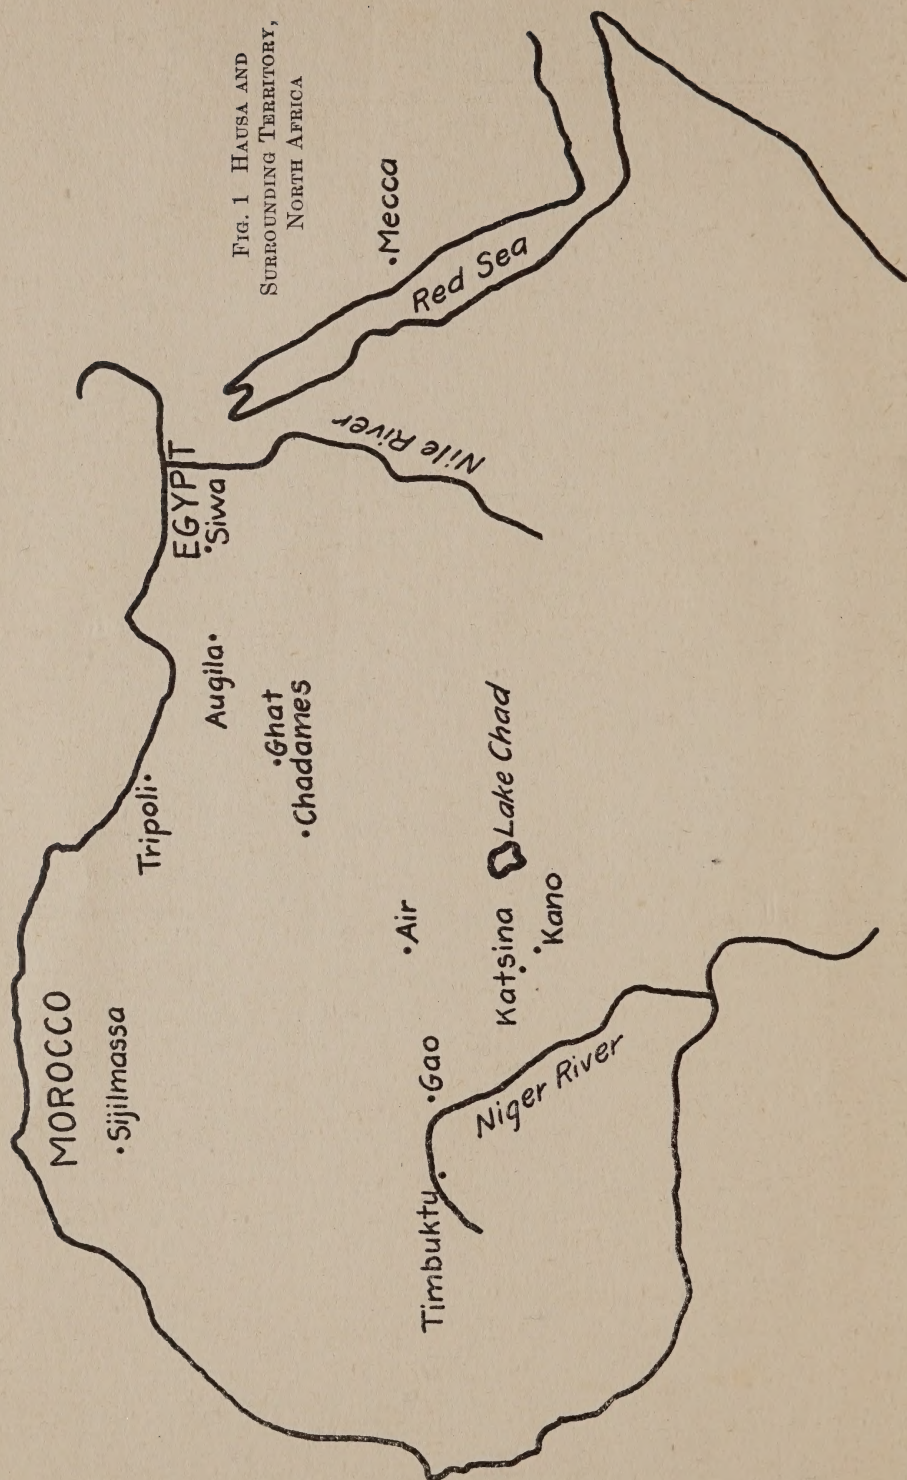 FIG. 1 HAUSA AND
SURROUNDING TERRITORY,
NORTH AFRICA
MOROCCO
.Sijilmassa
Tripoli.
Augila.
EGYPT
.Siwa
.Ghat
.Chadames
.Mecca
Red Sea
Nile River
Timbuktu
.Gao
.Air
Katsina
.Kano
Lake Chad
Niger River